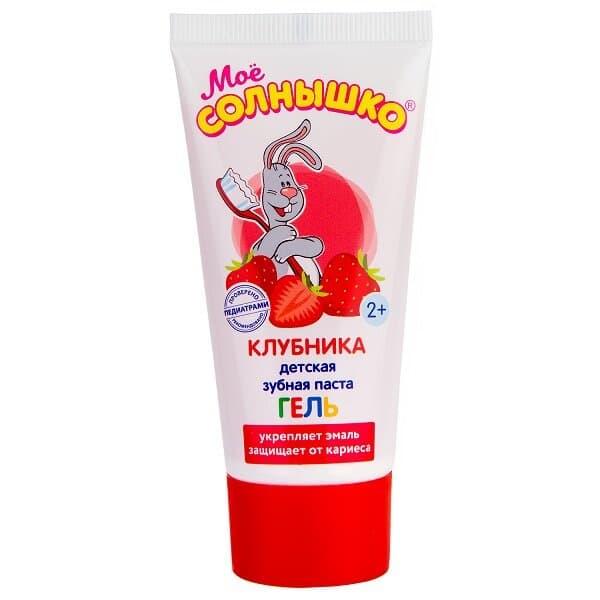 Моё
СОЛНЫШКО®
ПРОВЕРЕНО
ПЕДИАТРАМИ
2+
КЛУБНИКА
детская
зубная паста
ГЕЛЬ
укрепляет эмаль
защищает от кариеса